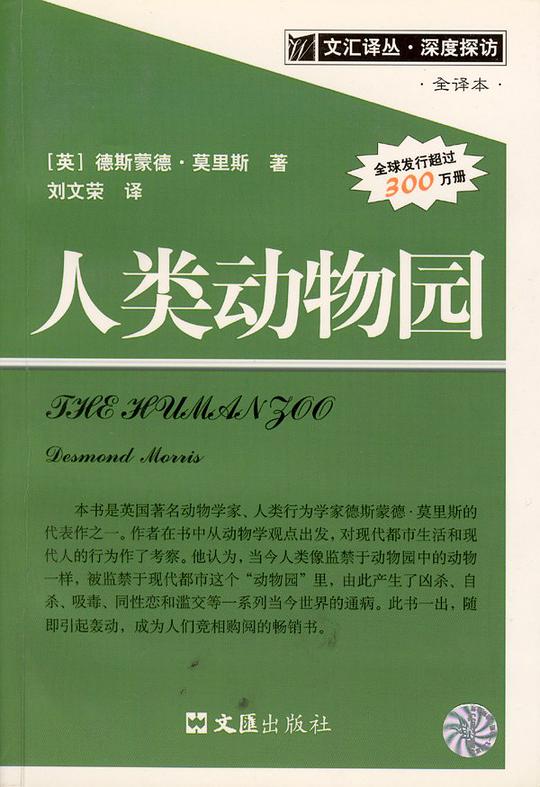 文汇译丛·深度探访
·全译本·
[英] 德斯蒙德·莫里斯 著
刘文荣 译
全球发行超过
300万册
人类动物园
THE HUMAN ZOO
Desmond Morris
本书是英国著名动物学家、人类行为学家德斯蒙德·莫里斯的
代表作之一。作者在书中从动物学观点出发，对现代都市生活和现
代人的行为作了考察。他认为，当今人类像监禁于动物园中的动物
一样，被监禁于现代都市这个“动物园”里，由此产生了凶杀、自
杀、吸毒、同性恋和滥交等一系列当今世界的通病。此书一出，随
即引起轰动，成为人们竞相购阅的畅销书。
文匯出版社